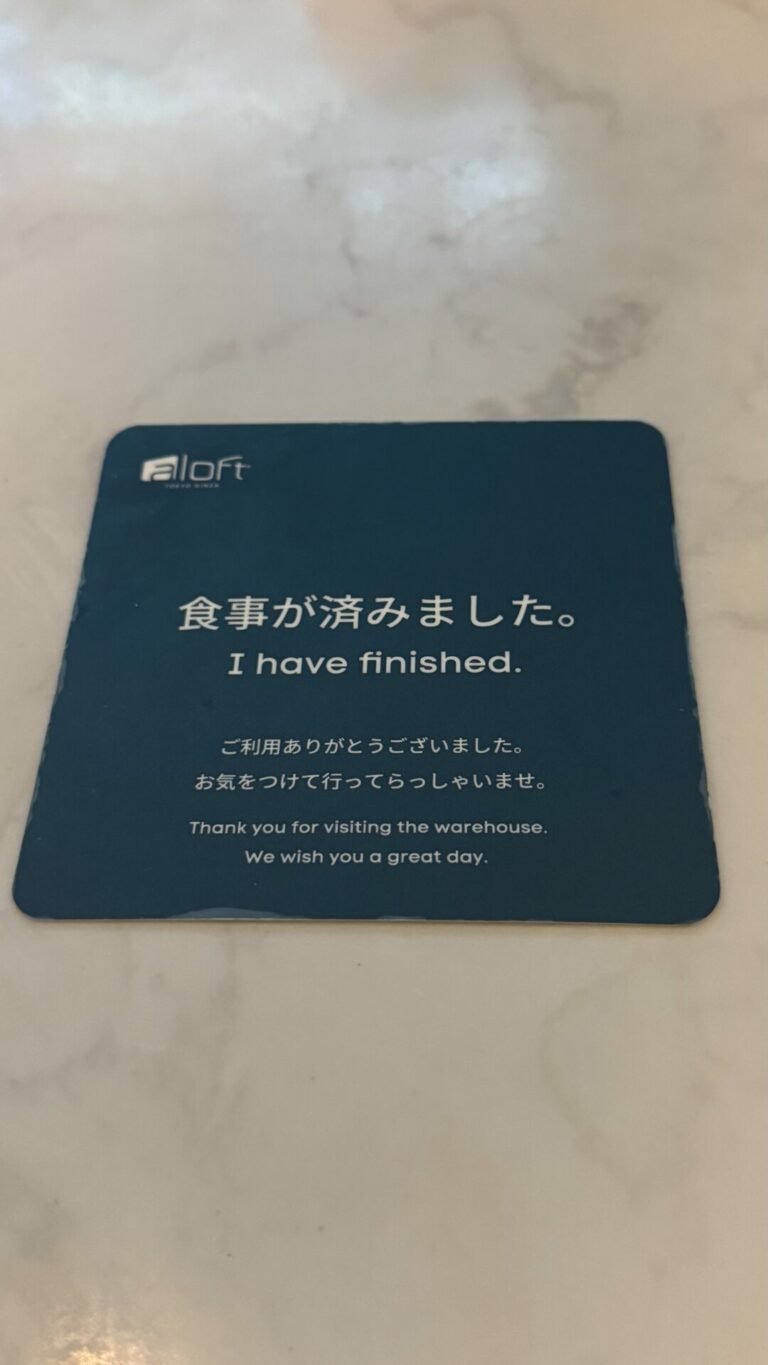 aloft
TOKYO GINZA
食事が済みました。
I have finished.
ご利用ありがとうございました。
お気をつけて行ってらっしゃいませ。
Thank you for visiting the warehouse.
We wish you a great day.